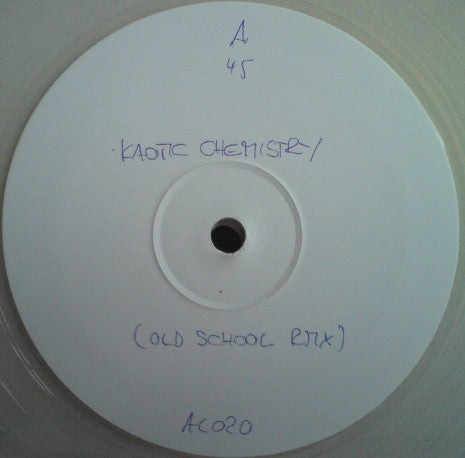 A
45
KAOTIC CHEMISTRY
(OLD SCHOOL RMX)
AC020